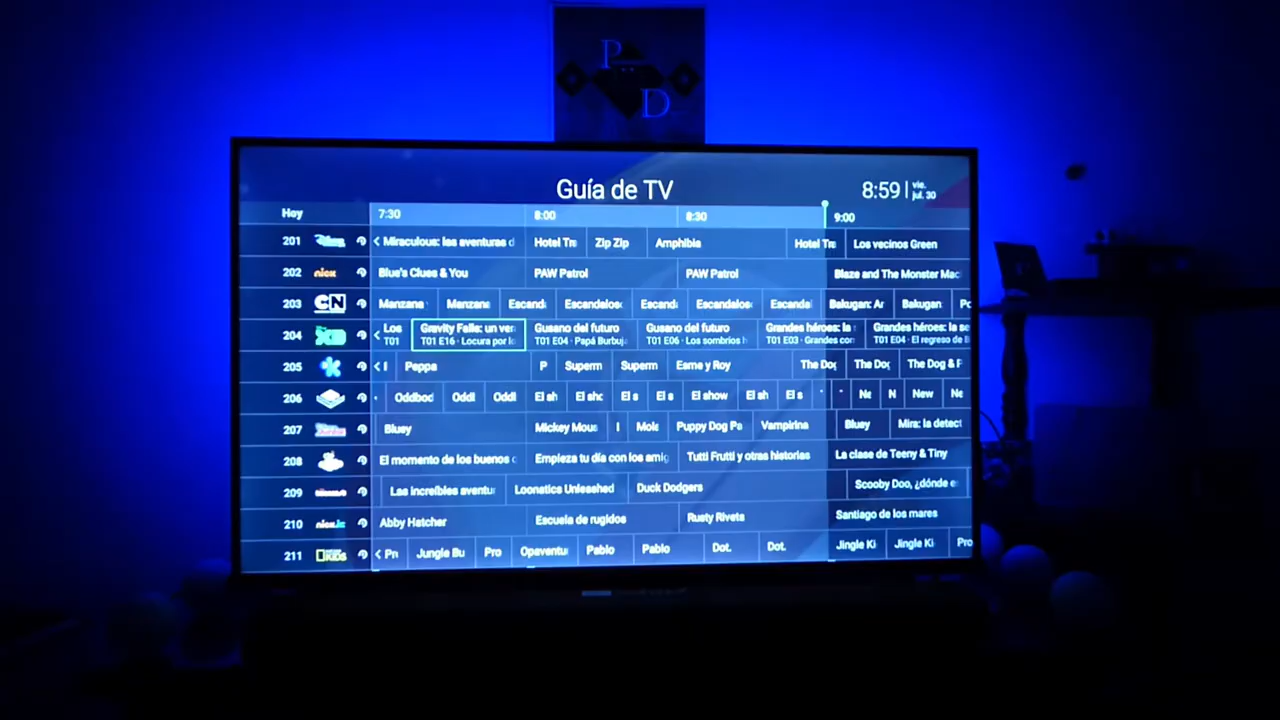 P
D
Guía de TV
8:59 | vie. jul. 30
Hoy 7:30 8:00 8:30 9:00
201 Miraculous: las aventuras d Hotel Tr Zip Zip Amphibia Hotel Tr Los vecinos Green
202 nick Blue's Clues & You PAW Patrol PAW Patrol Blaze and The Monster Mac
203 CN Manzana Manzana Escand Escandalos Escand Escandalos Escanda Bakugan: Ar Bakugan Po
204 XD Los Gravity Falls: un ver Gusano del futuro Gusano del futuro Grandes héroes: la Grandes héroes: la se
T01 T01 E16 · Locura por lo T01 E04 · Papá Burbuj T01 E06 · Los sombríos h T01 E03 · Grandes con T01 E04 · El regreso de
205 Peppa P Superm Superm Esme y Roy The Dog The Dog The Dog & F
206 Oddbod Oddl Oddl El sh El shc El s El s El show El sh El s Ne N New Ne
207 Bluey Mickey Mous Mole Puppy Dog Pa Vampirina Bluey Mira: la detect
208 El momento de los buenos Empieza tu día con los amig Tutti Frutti y otras historias La clase de Teeny & Tiny
209 Las increíbles aventur Loonatics Unleashed Duck Dodgers Scooby Doo, ¿dónde e
210 nick jr. Abby Hatcher Escuela de rugidos Rusty Rivets Santiago de los mares
211 KIDS Pr Jungle Bu Pro Opaventu Pablo Pablo Dot. Dot. Jingle Ki Jingle Ki Pro